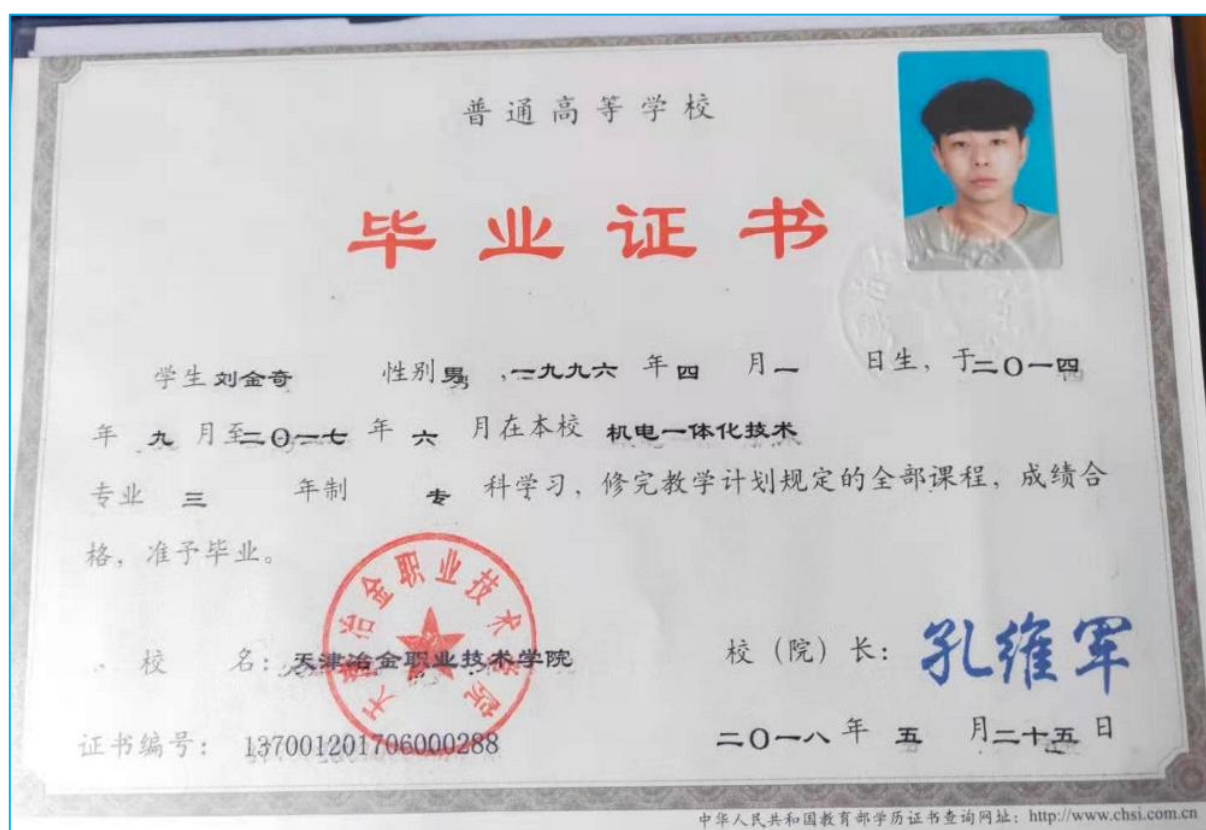 普通高等学校
毕业证书
学生 刘金奇 性别 男 ,一九九六 年 四 月 一 日生，于二〇一四
年 九 月至二〇一七 年 六 月在本校 机电一体化技术
专业 三 年制 专 科学习，修完教学计划规定的全部课程，成绩合
格，准予毕业。
天津冶金职业技术学院
校 名：天津冶金职业技术学院 校（院）长：孔维军
证书编号：137001201706000288 二〇一八 年 五 月二十五日
中华人民共和国教育部学历证书查询网址：http://www.chsi.com.cn